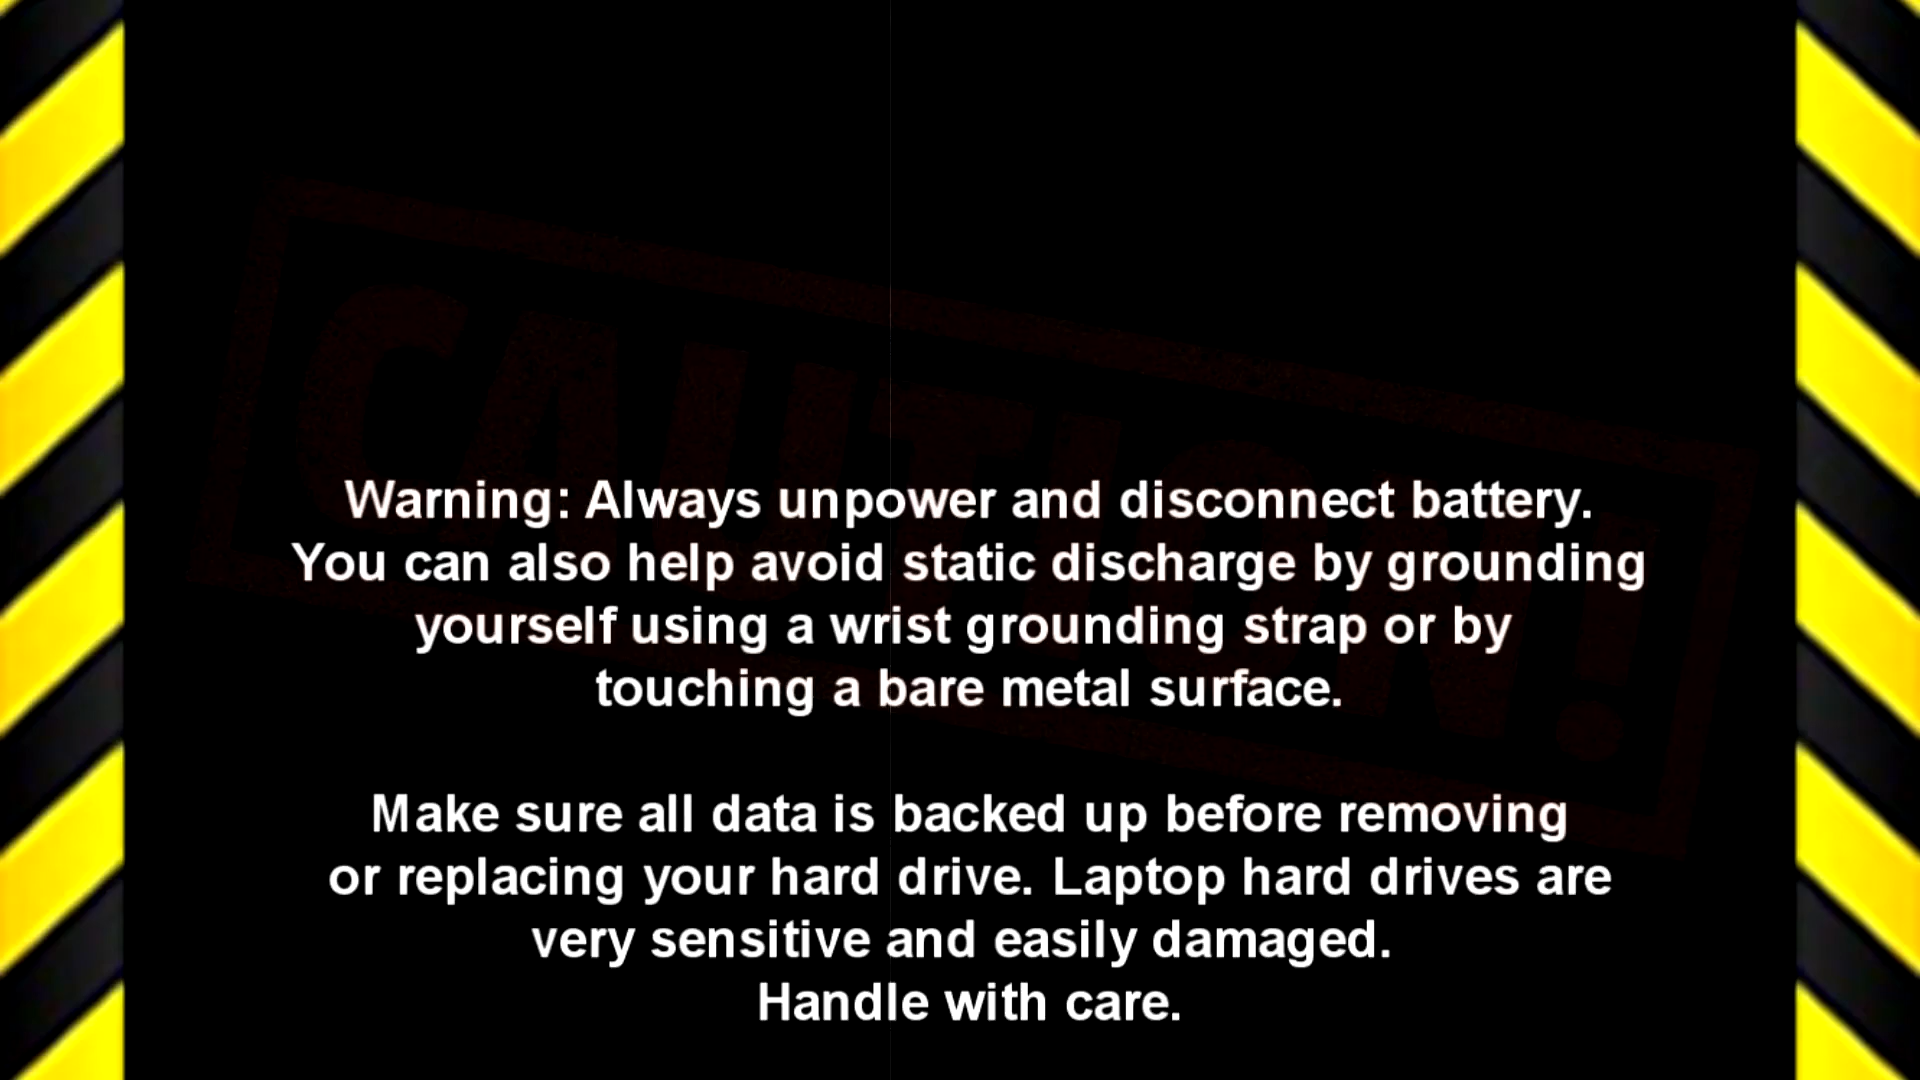 CAUTION!
Warning: Always unpower and disconnect battery.
You can also help avoid static discharge by grounding
yourself using a wrist grounding strap or by
touching a bare metal surface.
Make sure all data is backed up before removing
or replacing your hard drive. Laptop hard drives are
very sensitive and easily damaged.
Handle with care.